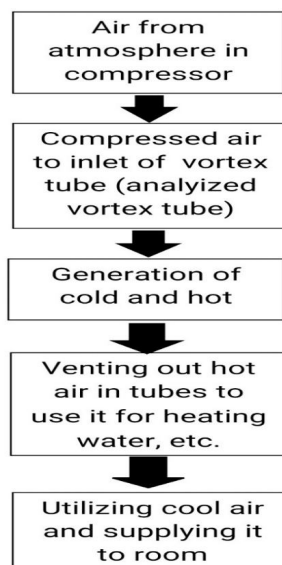 Air from
atmosphere in
compressor
Compressed air
to inlet of vortex
tube (analyized
vortex tube)
Generation of
cold and hot
Venting out hot
air in tubes to
use it for heating
water, etc.
Utilizing cool air
and supplying it
to room